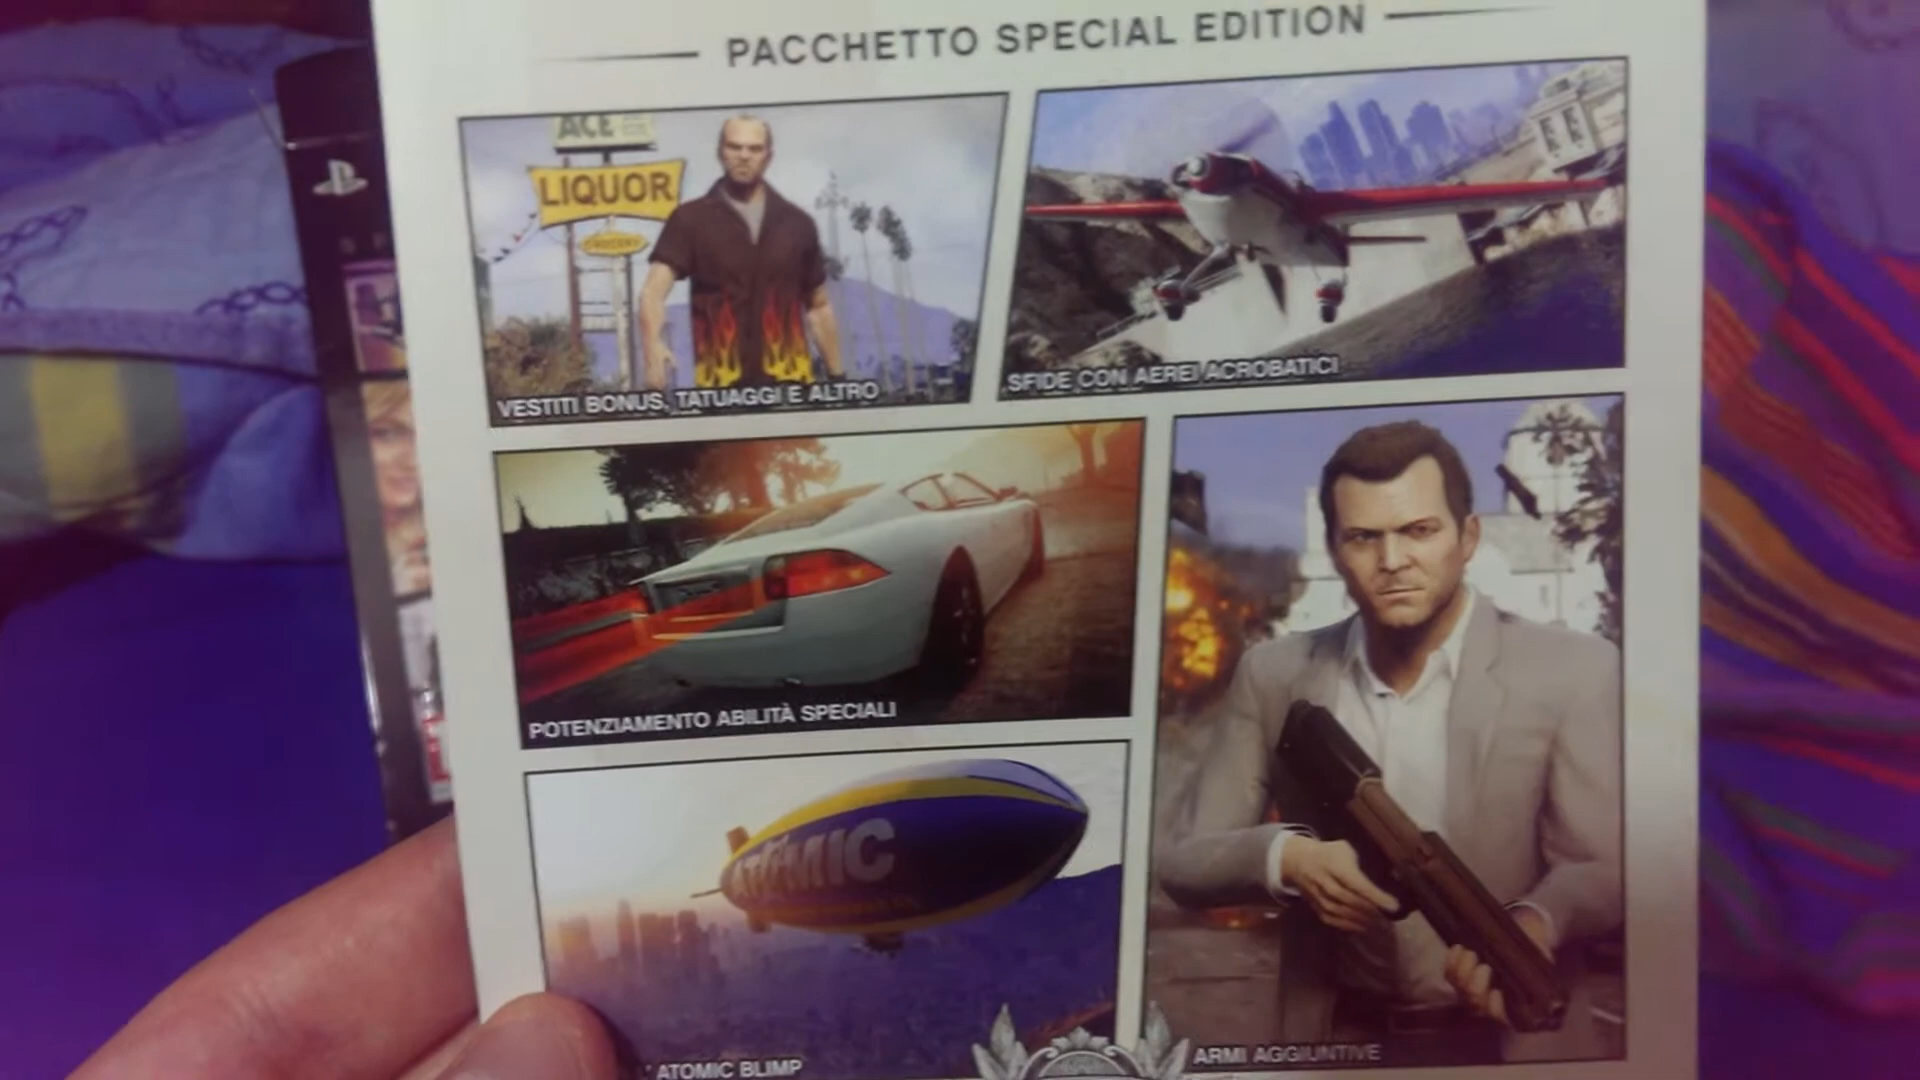 PACCHETTO SPECIAL EDITION
ACE
LIQUOR
GROCERY
VESTITI BONUS, TATUAGGI E ALTRO
SFIDE CON AEREI ACROBATICI
POTENZIAMENTO ABILITÀ SPECIALI
ATOMIC
ATOMIC BLIMP
ARMI AGGIUNTIVE